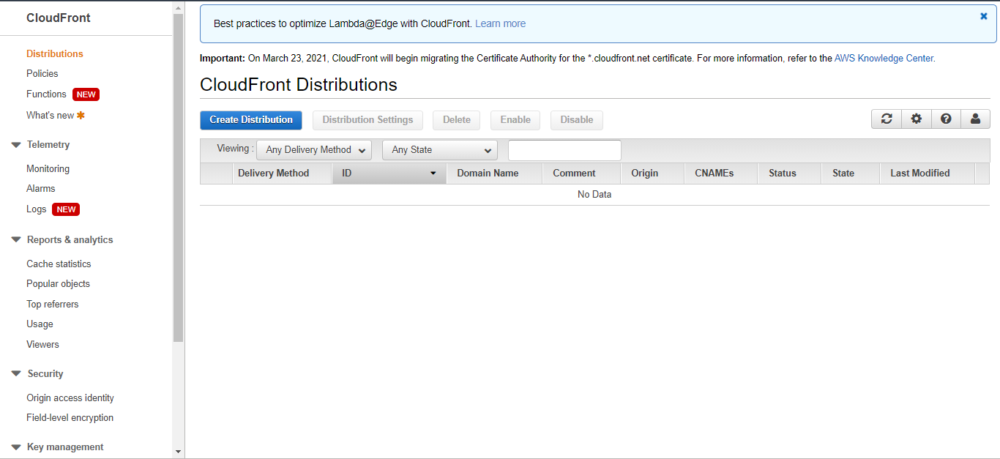 CloudFront
Distributions
Policies
Functions NEW
What's new
Telemetry
Monitoring
Alarms
Logs NEW
Reports & analytics
Cache statistics
Popular objects
Top referrers
Usage
Viewers
Security
Origin access identity
Field-level encryption
Key management
Best practices to optimize Lambda@Edge with CloudFront. Learn more
Important: On March 23, 2021, CloudFront will begin migrating the Certificate Authority for the *.cloudfront.net certificate. For more information, refer to the AWS Knowledge Center.
CloudFront Distributions
Create Distribution Distribution Settings Delete Enable Disable
Viewing : Any Delivery Method Any State
Delivery Method ID Domain Name Comment Origin CNAMEs Status State Last Modified
No Data